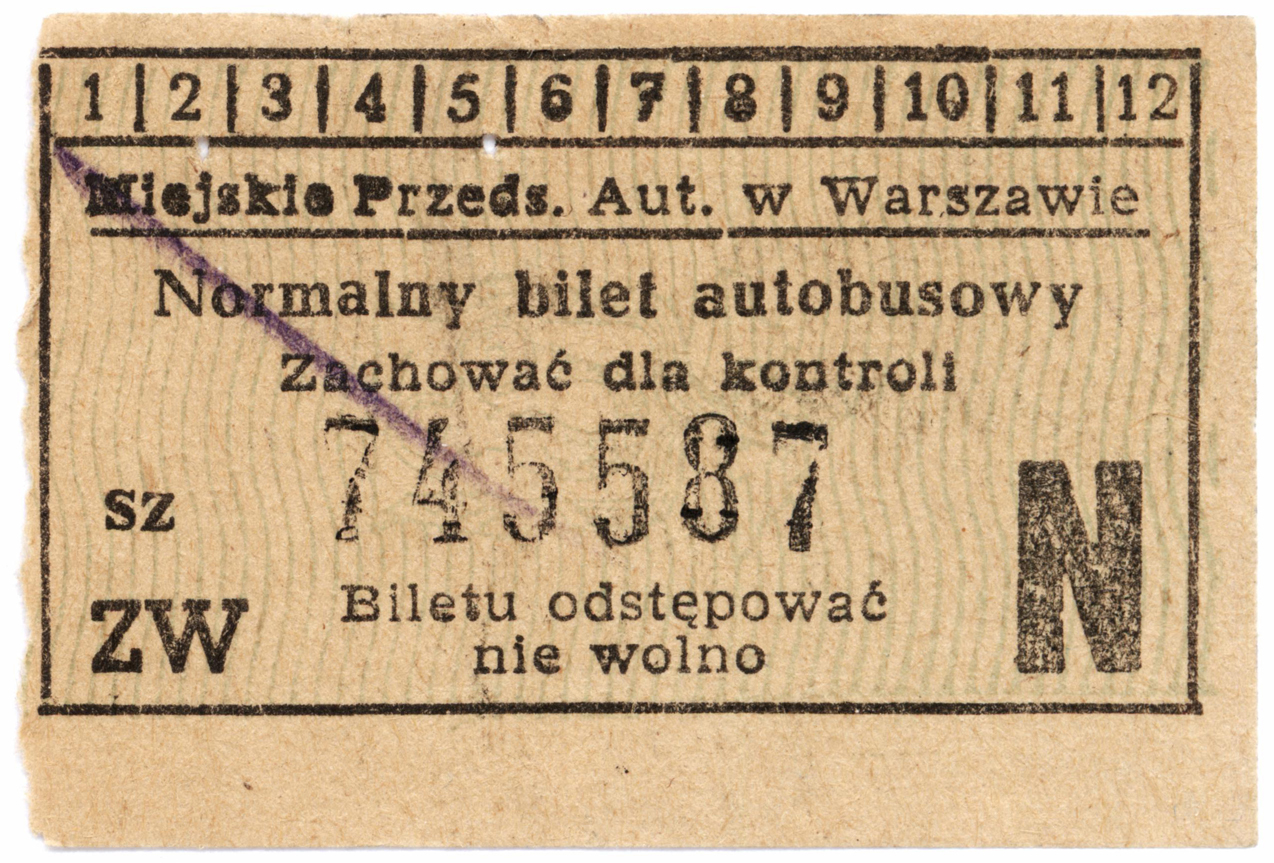 1 | 2 | 3 | 4 | 5 | 6 | 7 | 8 | 9 | 10 | 11 | 12
Miejskie Przeds. Aut. w Warszawie
Normalny bilet autobusowy
Zachować dla kontroli
745587
sz
N
ZW
Biletu odstępować
nie wolno